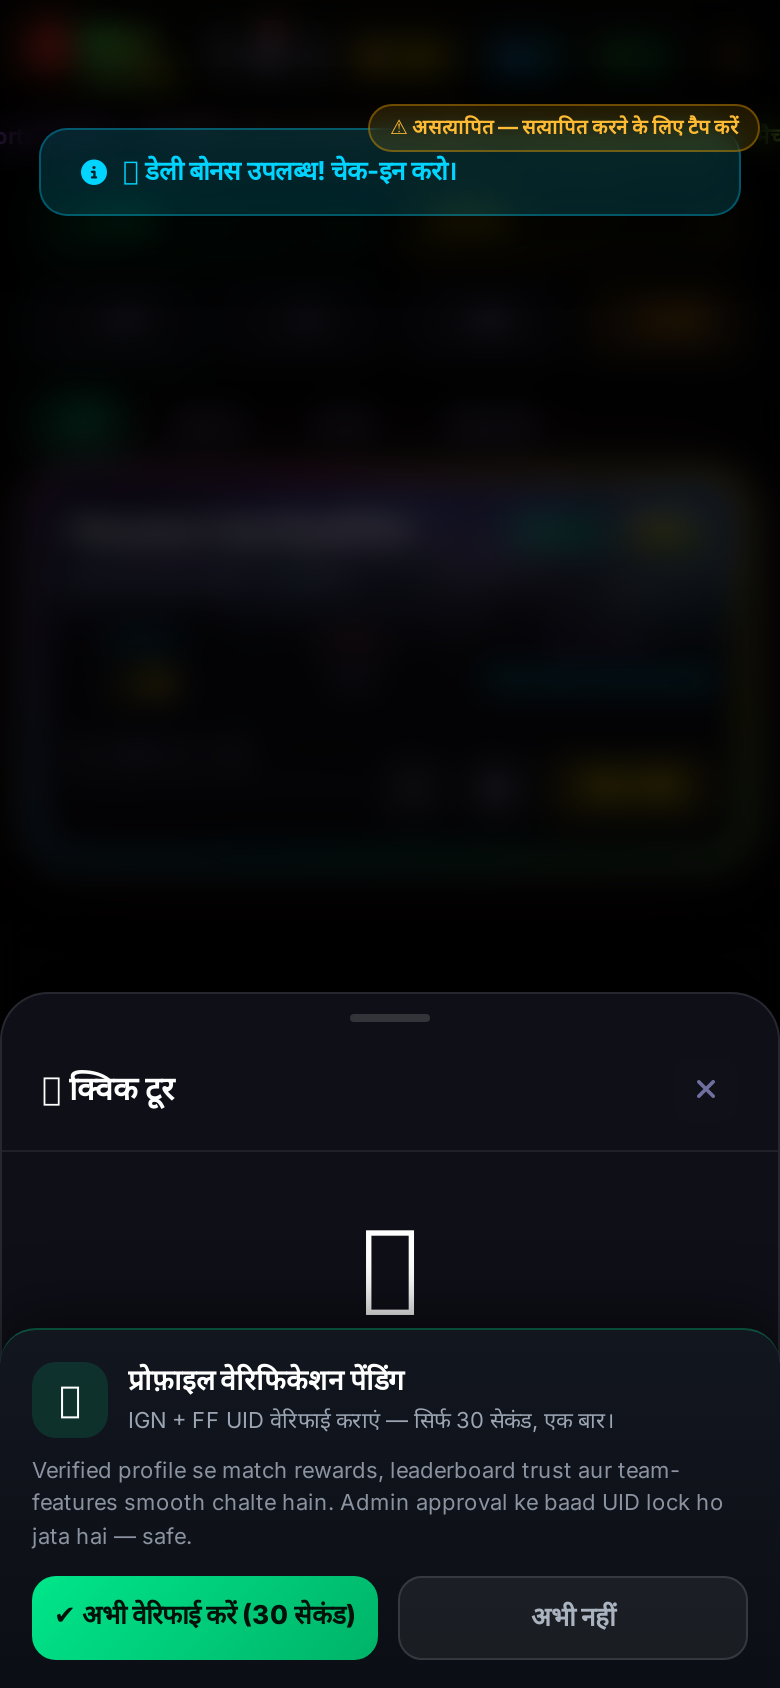 ⚠ असत्यापित — सत्यापित करने के लिए टैप करें
डेली बोनस उपलब्ध! चेक-इन करो।
क्विक टूर
प्रोफ़ाइल वेरिफिकेशन पेंडिंग
IGN + FF UID वेरिफाई कराएं — सिर्फ 30 सेकंड, एक बार।
Verified profile se match rewards, leaderboard trust aur team-
features smooth chalte hain. Admin approval ke baad UID lock ho
jata hai — safe.
✔ अभी वेरिफाई करें (30 सेकंड)
अभी नहीं